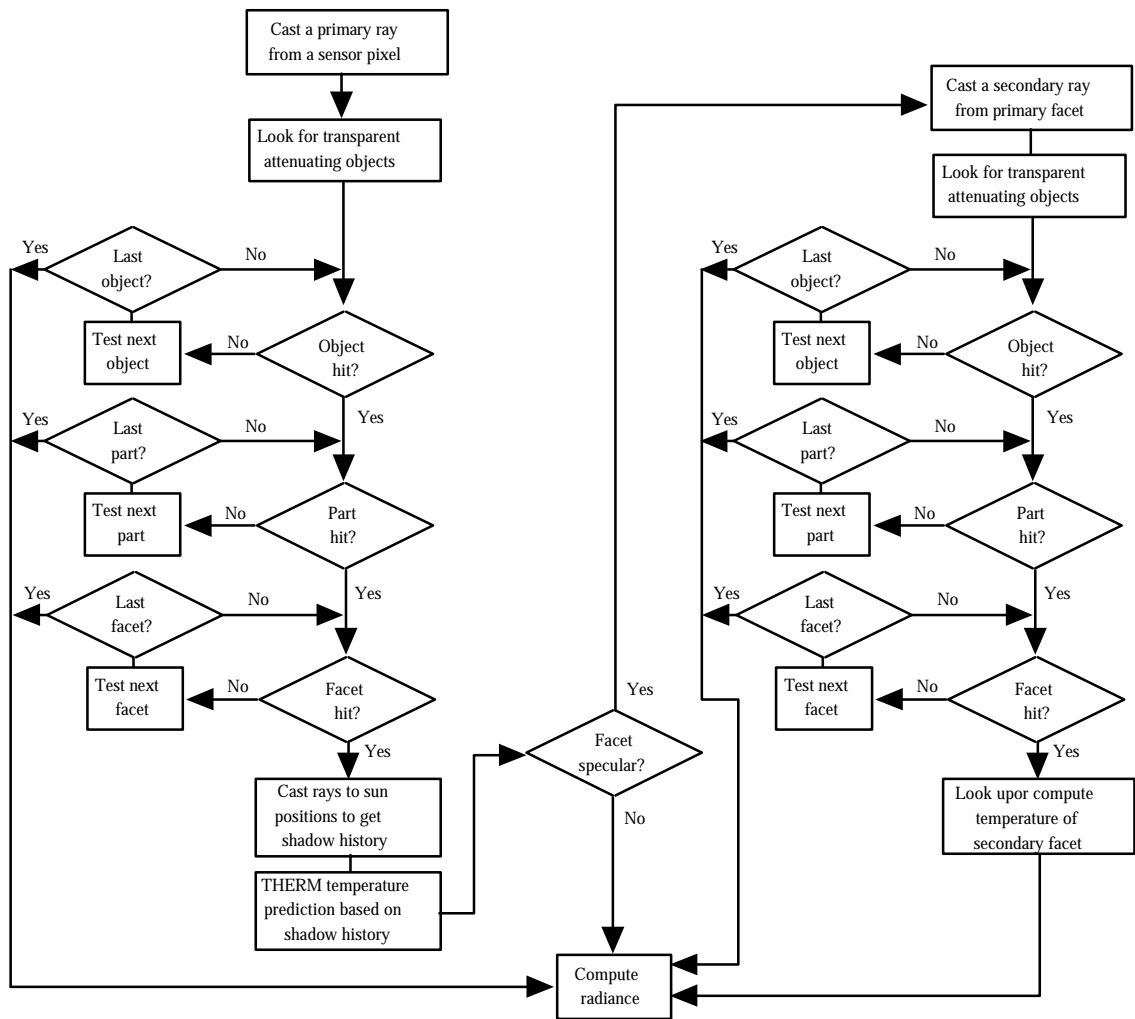 Cast a primary ray
from a sensor pixel
Look for transparent
attenuating objects
Yes
Last
object?
No
Test next
object
No
Object
hit?
Yes
Yes
Last
part?
No
Test next
part
No
Part
hit?
Yes
Yes
Last
facet?
No
Test next
facet
No
Facet
hit?
Yes
Cast rays to sun
positions to get
shadow history
THERM temperature
prediction based on
shadow history
Yes
Facet
specular?
No
Compute
radiance
Cast a secondary ray
from primary facet
Look for transparent
attenuating objects
Yes
Last
object?
No
Test next
object
No
Object
hit?
Yes
Yes
Last
part?
No
Test next
part
No
Part
hit?
Yes
Yes
Last
facet?
No
Test next
facet
No
Facet
hit?
Yes
Look upor compute
temperature of
secondary facet